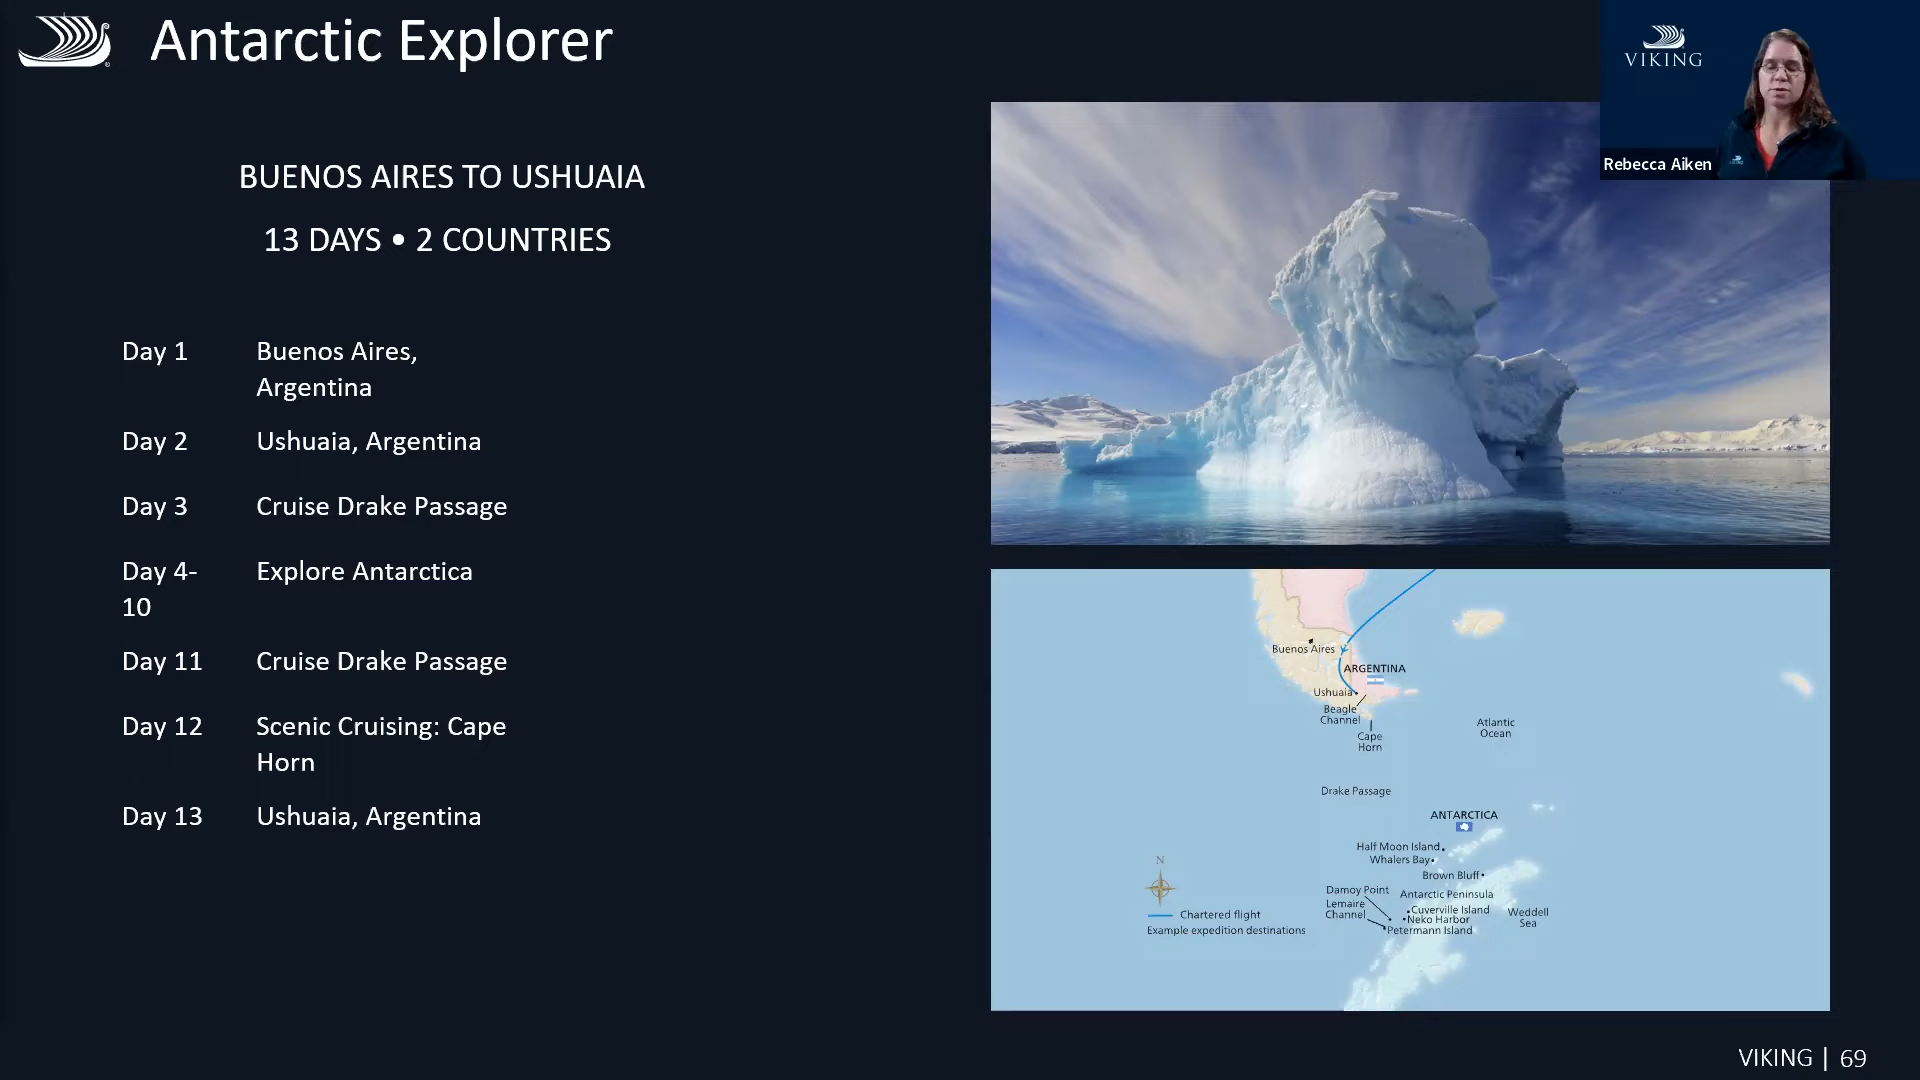 Antarctic Explorer
VIKING
Rebecca Aiken
BUENOS AIRES TO USHUAIA
13 DAYS • 2 COUNTRIES
Day 1 Buenos Aires,
Argentina
Day 2 Ushuaia, Argentina
Day 3 Cruise Drake Passage
Day 4- Explore Antarctica
10
Day 11 Cruise Drake Passage
Day 12 Scenic Cruising: Cape
Horn
Day 13 Ushuaia, Argentina
Buenos Aires
ARGENTINA
Ushuaia
Beagle
Channel
Cape
Horn
Atlantic
Ocean
Drake Passage
ANTARCTICA
Half Moon Island
Whalers Bay
Brown Bluff
Damoy Point
Antarctic Peninsula
Lemaire
Channel
Cuverville Island
Neko Harbor
Petermann Island
Weddell
Sea
N
Chartered flight
Example expedition destinations
VIKING | 69